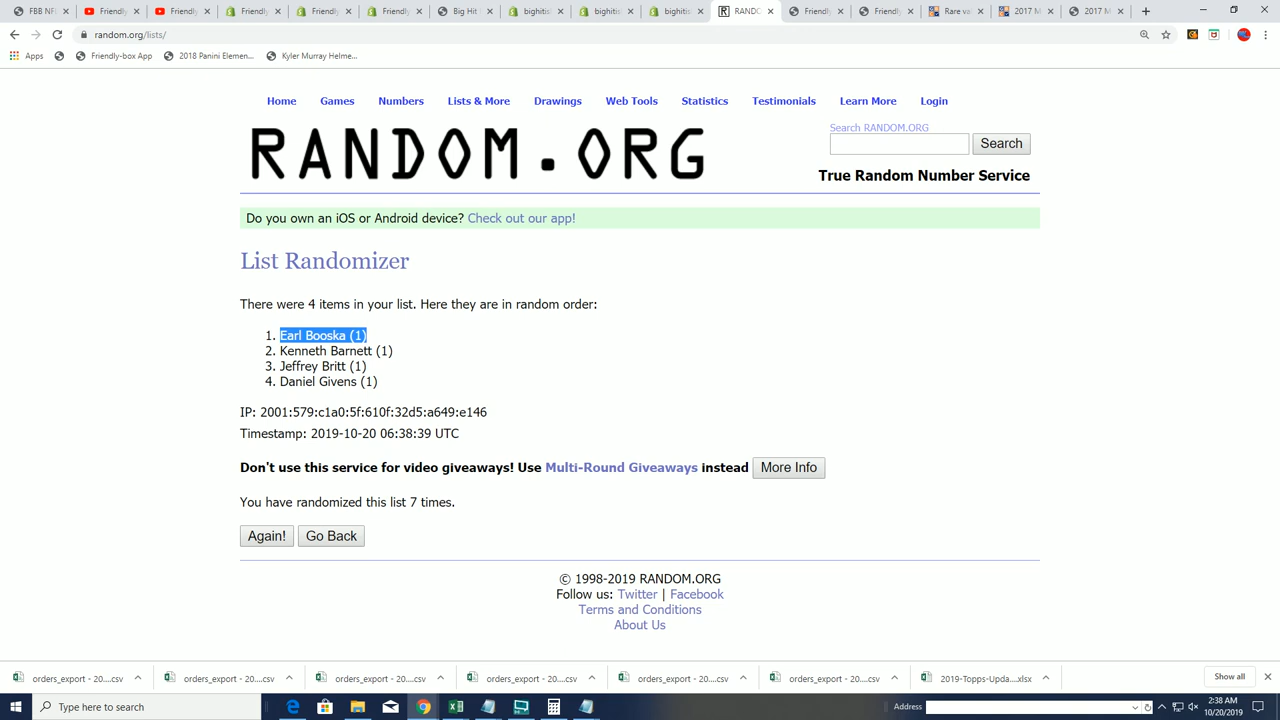 FBB NF
Friendly
Friendly
Friendly
Friendly
Friendly
Big Hit
bighitis
bighitis
bighitis
RANDO
Friendly
Friendly
Rare va
2017 M
2017 M
random.org/lists/
Apps
Friendly-box App
2018 Panini Elemen...
Kyler Murray Helme...
Home Games Numbers Lists & More Drawings Web Tools Statistics Testimonials Learn More Login
RANDOM.ORG
Search RANDOM.ORG
Search
True Random Number Service
Do you own an iOS or Android device? Check out our app!
List Randomizer
There were 4 items in your list. Here they are in random order:
1. Earl Booska (1)
2. Kenneth Barnett (1)
3. Jeffrey Britt (1)
4. Daniel Givens (1)
IP: 2001:579:c1a0:5f:610f:32d5:a649:e146
Timestamp: 2019-10-20 06:38:39 UTC
Don't use this service for video giveaways! Use Multi-Round Giveaways instead More Info
You have randomized this list 7 times.
Again! Go Back
© 1998-2019 RANDOM.ORG
Follow us: Twitter | Facebook
Terms and Conditions
About Us
orders_export - 20....csv
orders_export - 20....csv
orders_export - 20....csv
orders_export - 20....csv
orders_export - 20....csv
orders_export - 20....csv
2019-Topps-Upda....xlsx
Show all
Type here to search
Address
2:38 AM
10/20/2019